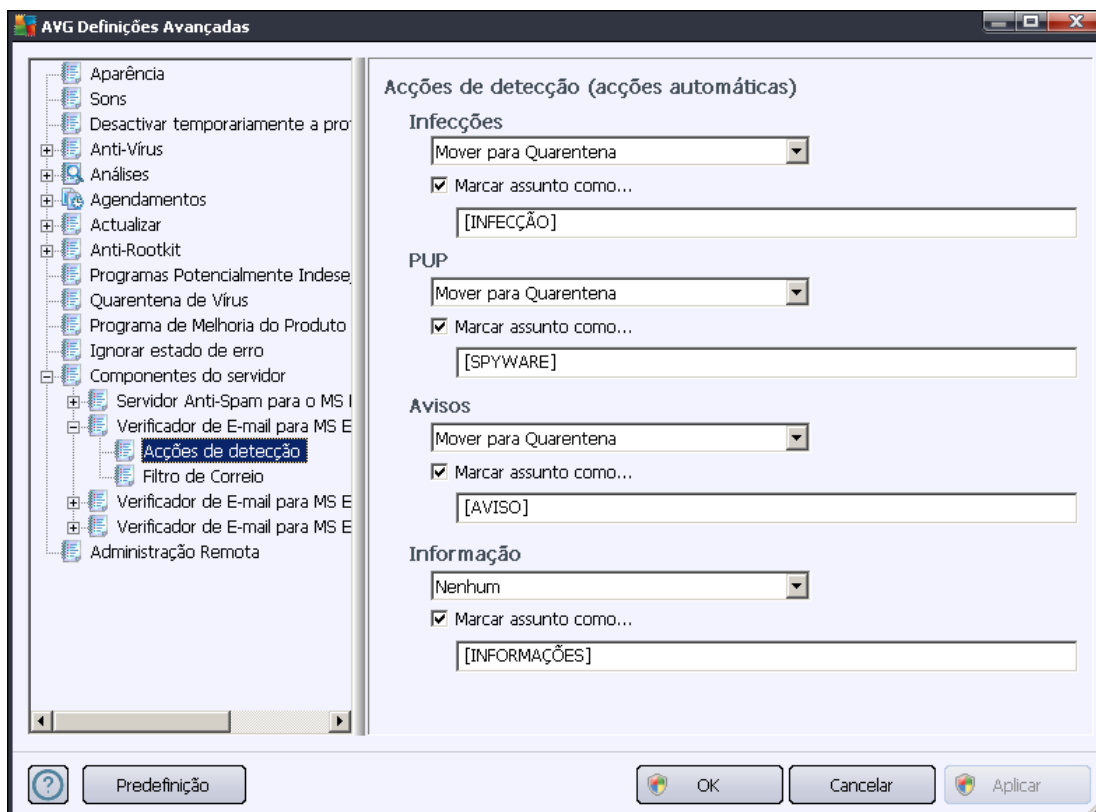 AVG Definições Avançadas
Aparência
Sons
Desactivar temporariamente a
Anti-Vírus
Análises
Agendamentos
Actualizar
Anti-Rootkit
Programas Potencialmente
Quarentena de Vírus
Programa de Melhoria do Produto
Ignorar estado de erro
Componentes do servidor
Servidor Anti-Spam para o MS
Verificador de E-mail para MS E
Acções de detecção
Filtro de Correio
Verificador de E-mail para MS E
Verificador de E-mail para MS E
Administração Remota
Acções de detecção (acções automáticas)
Infecções
Mover para Quarentena
Marcar assunto como...
[INFECÇÃO]
PUP
Mover para Quarentena
Marcar assunto como...
[SPYWARE]
Avisos
Mover para Quarentena
Marcar assunto como...
[AVISO]
Informação
Nenhum
Marcar assunto como...
[INFORMAÇÕES]
Predefinição
OK
Cancelar
Aplicar